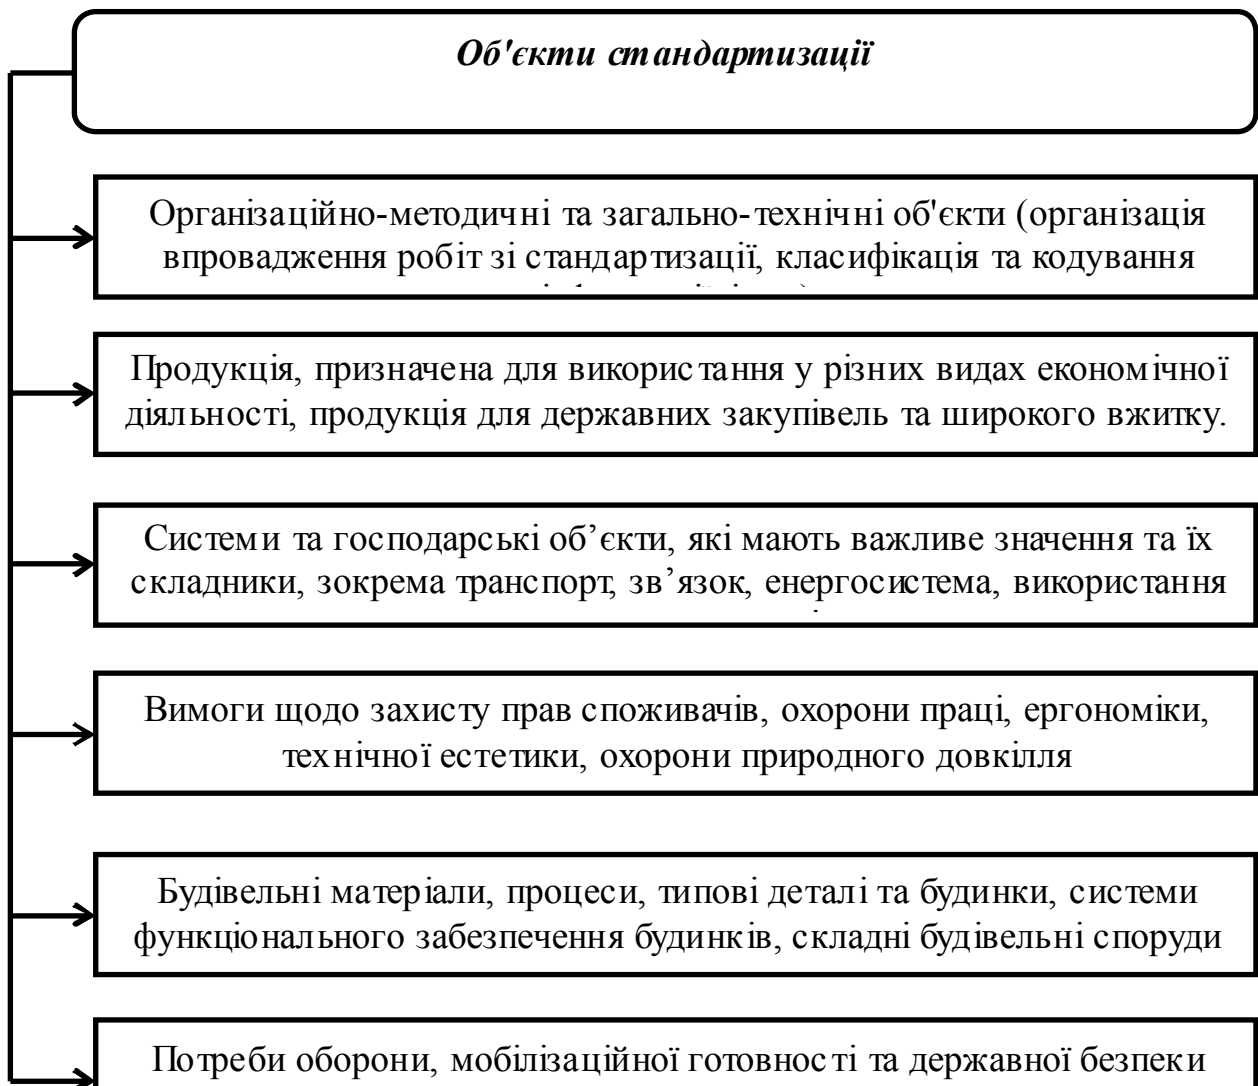 Об'єкти стандартизації
Організаційно-методичні та загально-технічні об'єкти (організація
впровадження робіт зі стандартизації, класифікація та кодування
Продукція, призначена для використання у різних видах економічної
діяльності, продукція для державних закупівель та широкого вжитку.
Системи та господарські об’єкти, які мають важливе значення та їх
складники, зокрема транспорт, зв’язок, енергосистема, використання
Вимоги щодо захисту прав споживачів, охорони праці, ергономіки,
технічної естетики, охорони природного довкілля
Будівельні матеріали, процеси, типові деталі та будинки, системи
функціонального забезпечення будинків, складні будівельні споруди
Потреби оборони, мобілізаційної готовності та державної безпеки